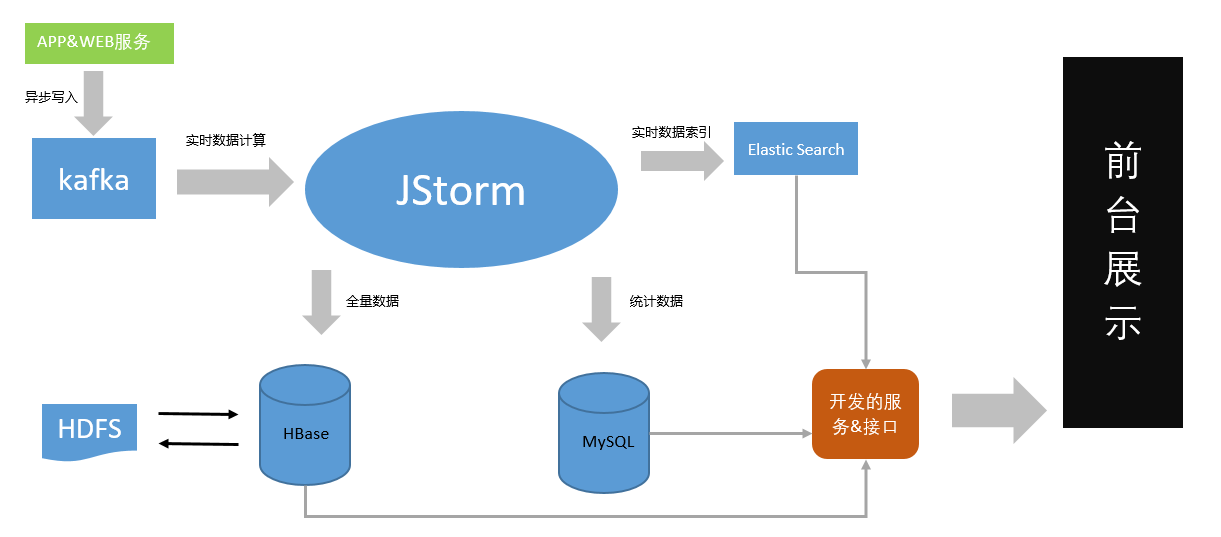 APP&WEB服务
异步写入
kafka
实时数据计算
JStorm
实时数据索引
Elastic Search
前
台
展
示
全量数据
统计数据
HDFS
HBase
MySQL
开发的服
务&接口